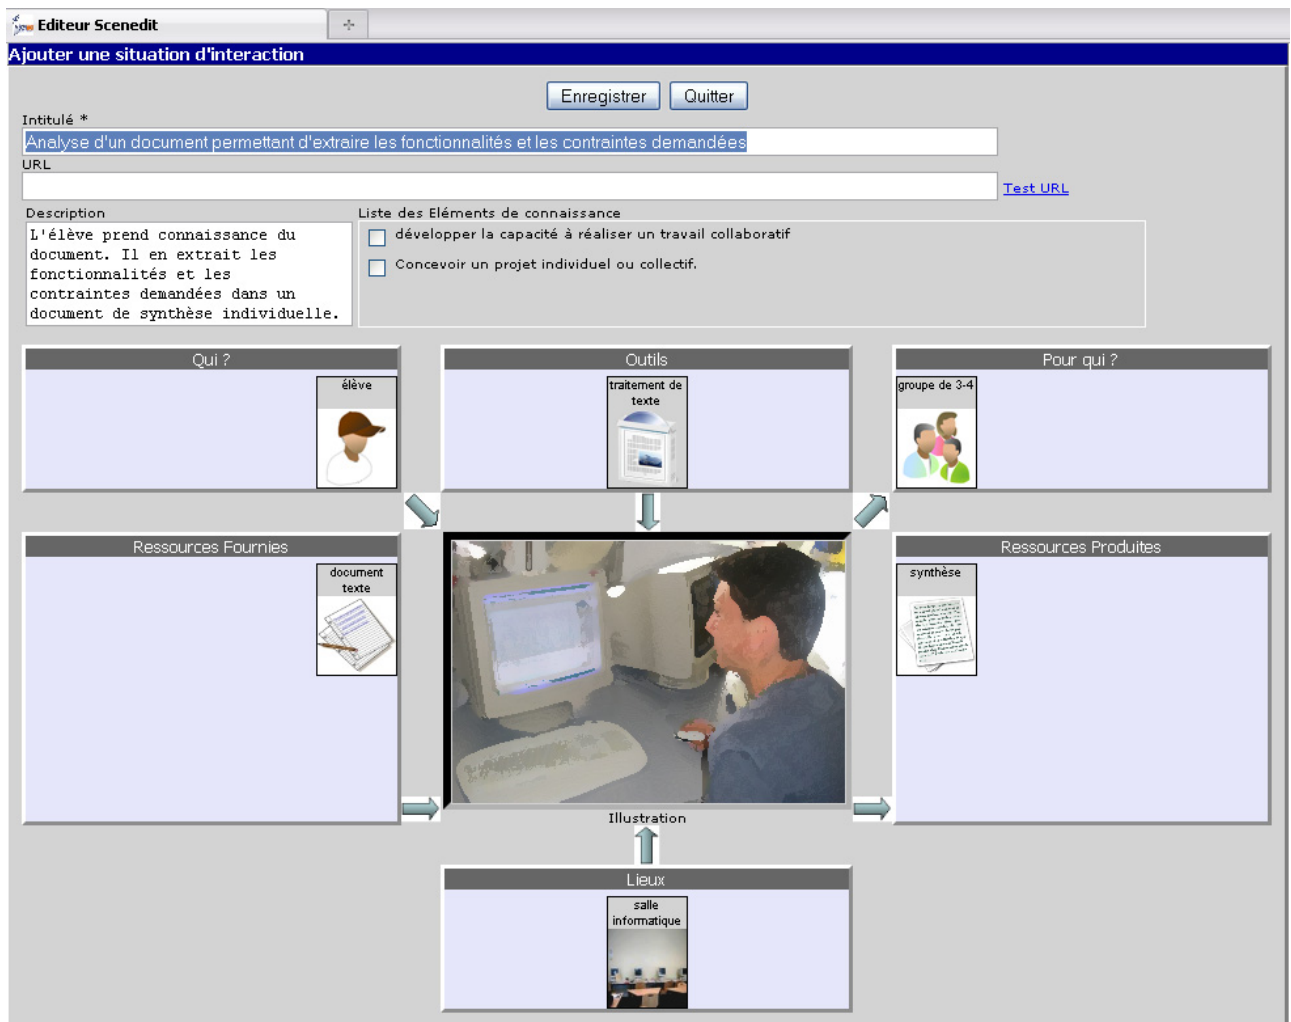 Editeur Scenedit
Ajouter une situation d'interaction
Enregistrer Quitter
Intitulé *
Analyse d'un document permettant d'extraire les fonctionnalités et les contraintes demandées
URL
Test URL
Description
L'élève prend connaissance du
document. Il en extrait les
fonctionnalités et les
contraintes demandées dans un
document de synthèse individuelle.
Liste des Eléments de connaissance
développer la capacité à réaliser un travail collaboratif
Concevoir un projet individuel ou collectif.
Qui ?
élève
Outils
traitement de
texte
Pour qui ?
groupe de 3-4
Ressources Fournies
document
texte
Illustration
Ressources Produites
synthèse
Lieux
salle
informatique